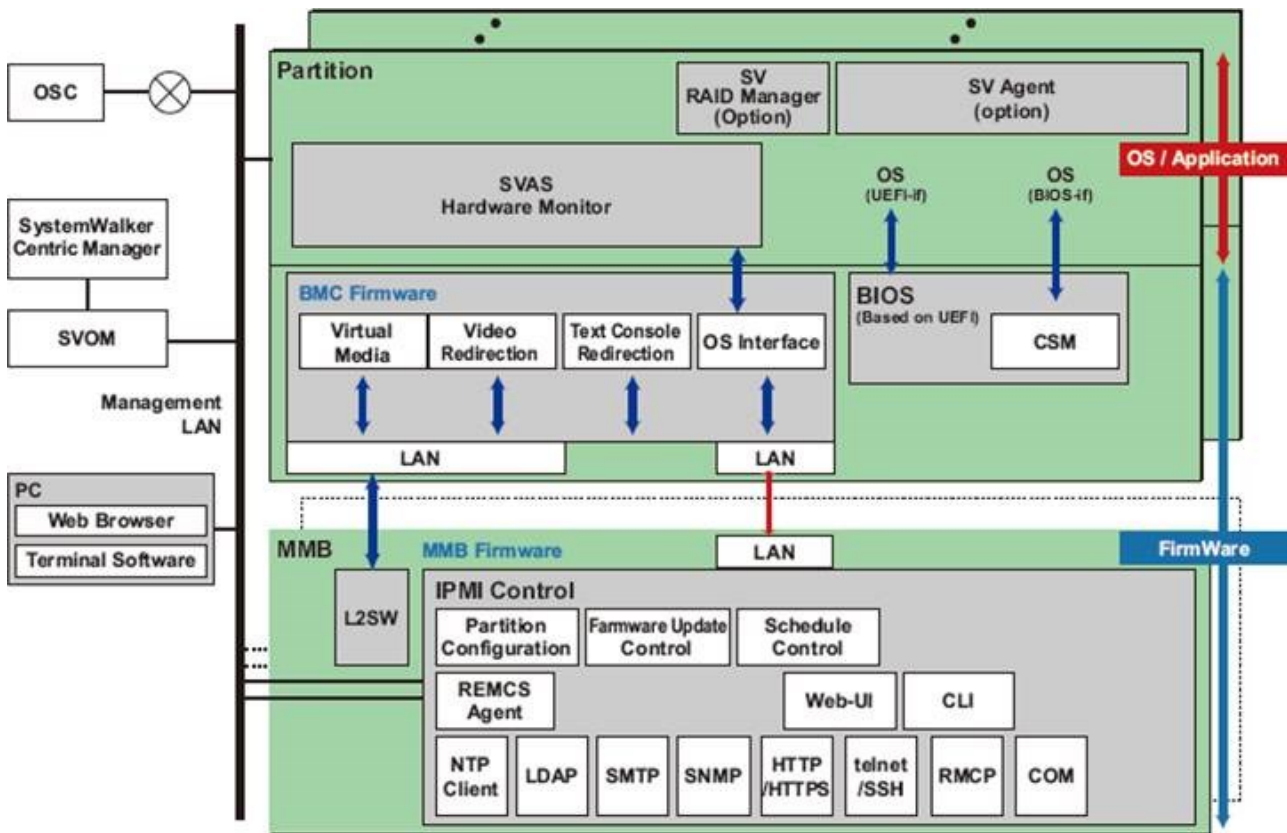 OSC
SystemWalker
Centric Manager
SVOM
Management
LAN
PC
Web Browser
Terminal Software
Partition
SV
RAID Manager
(Option)
SV Agent
(option)
SVAS
Hardware Monitor
OS
(UEFI-if)
OS
(BIOS-if)
OS / Application
BMC Firmware
Virtual
Media
Video
Redirection
Text Console
Redirection
OS Interface
BIOS
(Based on UEFI)
CSM
LAN
LAN
MMB
MMB Firmware
LAN
FirmWare
L2SW
IPMI Control
Partition
Configuration
Farmware Update
Control
Schedule
Control
REMCS
Agent
Web-UI
CLI
NTP
Client
LDAP
SMTP
SNMP
HTTP
/HTTPS
telnet
/SSH
RMCP
COM